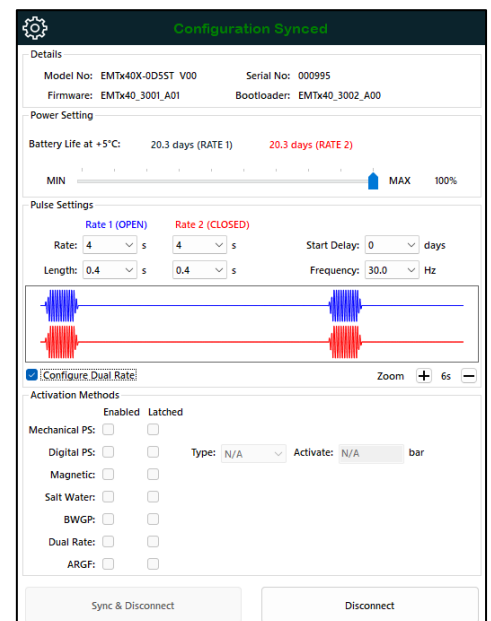 Configuration Synced
Details
Model No: EMTx40X-0D5ST V00 Serial No: 000995
Firmware: EMTx40_3001_A01 Bootloader: EMTx40_3002_A00
Power Setting
Battery Life at +5°C: 20.3 days (RATE 1) 20.3 days (RATE 2)
MIN MAX 100%
Pulse Settings
Rate 1 (OPEN) Rate 2 (CLOSED)
Rate: 4 s 4 s Start Delay: 0 days
Length: 0.4 s 0.4 s Frequency: 30.0 Hz
Configure Dual Rate Zoom + 6s −
Activation Methods
Enabled Latched
Mechanical PS:
Digital PS: Type: N/A Activate: N/A bar
Magnetic:
Salt Water:
BWGP:
Dual Rate:
ARGF:
Sync & Disconnect Disconnect